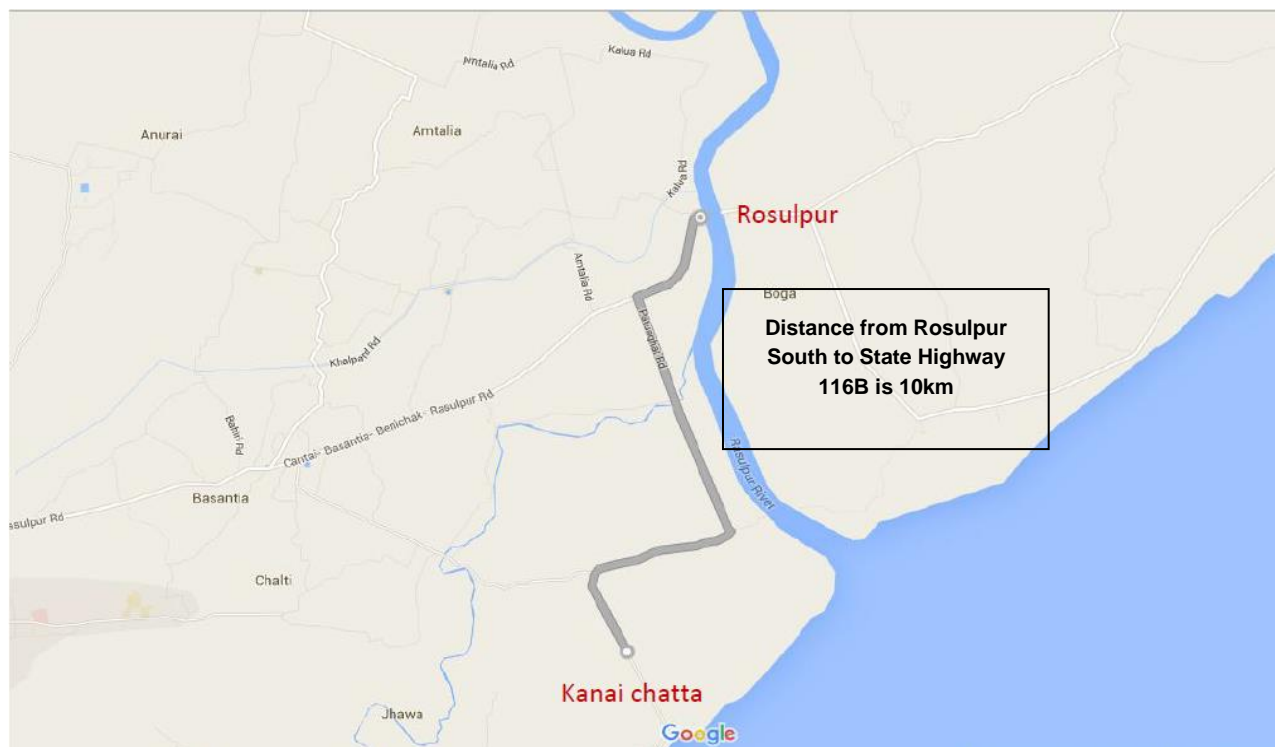 Kalua Rd
Amtalia Rd
Anurai
Amtalia
Kalua Rd
Rosulpur
Amtalia Rd
Boga
Distance from Rosulpur
South to State Highway
116B is 10km
Khalpard Rd
Bahiri Rd
Cantai- Basantia- Benichak- Rasulpur Rd
Rasulpur River
Basantia
asulpur Rd
Chalti
Kanai chatta
Jhawa
Google